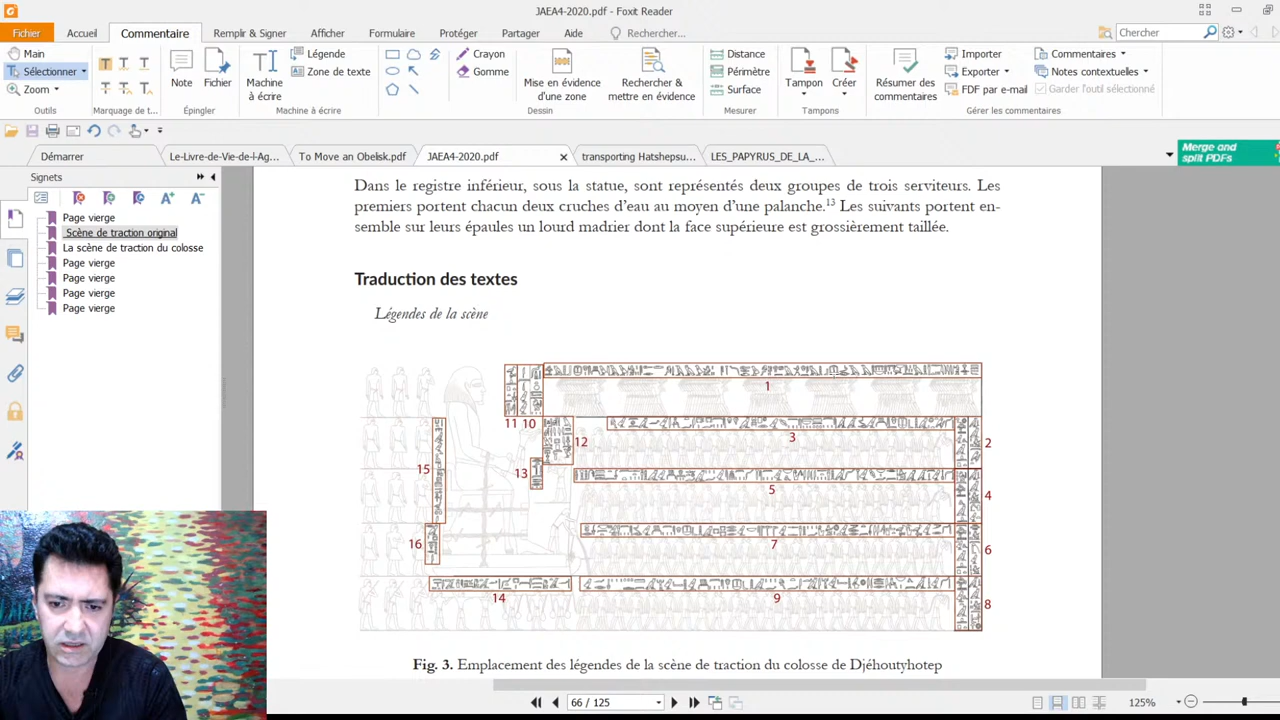 JAEA4-2020.pdf - Foxit Reader
Fichier Accueil Commentaire Remplir & Signer Afficher Formulaire Protéger Partager Aide Rechercher... Chercher
Main
Sélectionner
Zoom
Outils
Marquage de t...
Note Fichier
Épingler
Machine à écrire
Légende
Zone de texte
Machine à écrire
Crayon
Gomme
Mise en évidence d'une zone
Rechercher & mettre en évidence
Dessin
Distance
Périmètre
Surface
Mesurer
Tampon Créer
Tampons
Résumer des commentaires
Importer
Exporter
FDF par e-mail
Commentaires
Notes contextuelles
Garder l'outil sélectionné
Gérer les commentaires
Démarrer Le-Livre-de-Vie-de-l-Ag... To Move an Obelisk.pdf JAEA4-2020.pdf transporting Hatshepsu... LES_PAPYRUS_DE_LA_...
Merge and
split PDFs
Signets
Page vierge
Scène de traction original
La scène de traction du colosse
Page vierge
Page vierge
Page vierge
Page vierge
Dans le registre inférieur, sous la statue, sont représentés deux groupes de trois serviteurs. Les
premiers portent chacun deux cruches d'eau au moyen d'une palanche.13 Les suivants portent en-
semble sur leurs épaules un lourd madrier dont la face supérieure est grossièrement taillée.
Traduction des textes
Légendes de la scène
1
11 10
12 3 2
15 13
5 4
16 7 6
14 9 8
Fig. 3. Emplacement des légendes de la scène de traction du colosse de Djéhoutyhotep
66 / 125
125%